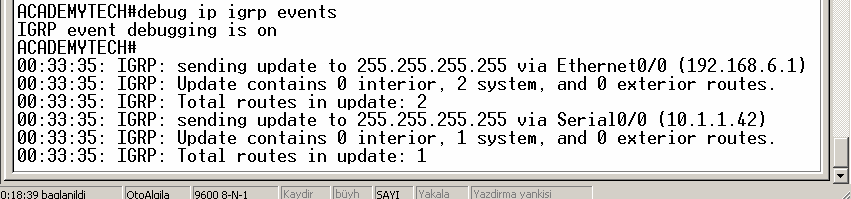 ACADEMYTECH#debug ip igrp events
IGRP event debugging is on
ACADEMYTECH#
00:33:35: IGRP: sending update to 255.255.255.255 via Ethernet0/0 (192.168.6.1)
00:33:35: IGRP: Update contains 0 interior, 2 system, and 0 exterior routes.
00:33:35: IGRP: Total routes in update: 2
00:33:35: IGRP: sending update to 255.255.255.255 via Serial0/0 (10.1.1.42)
00:33:35: IGRP: Update contains 0 interior, 1 system, and 0 exterior routes.
00:33:35: IGRP: Total routes in update: 1
0:18:39 baglanildi OtoAlgila 9600 8-N-1 Kaydir büyh SAYI Yakala Yazdirma yankisi